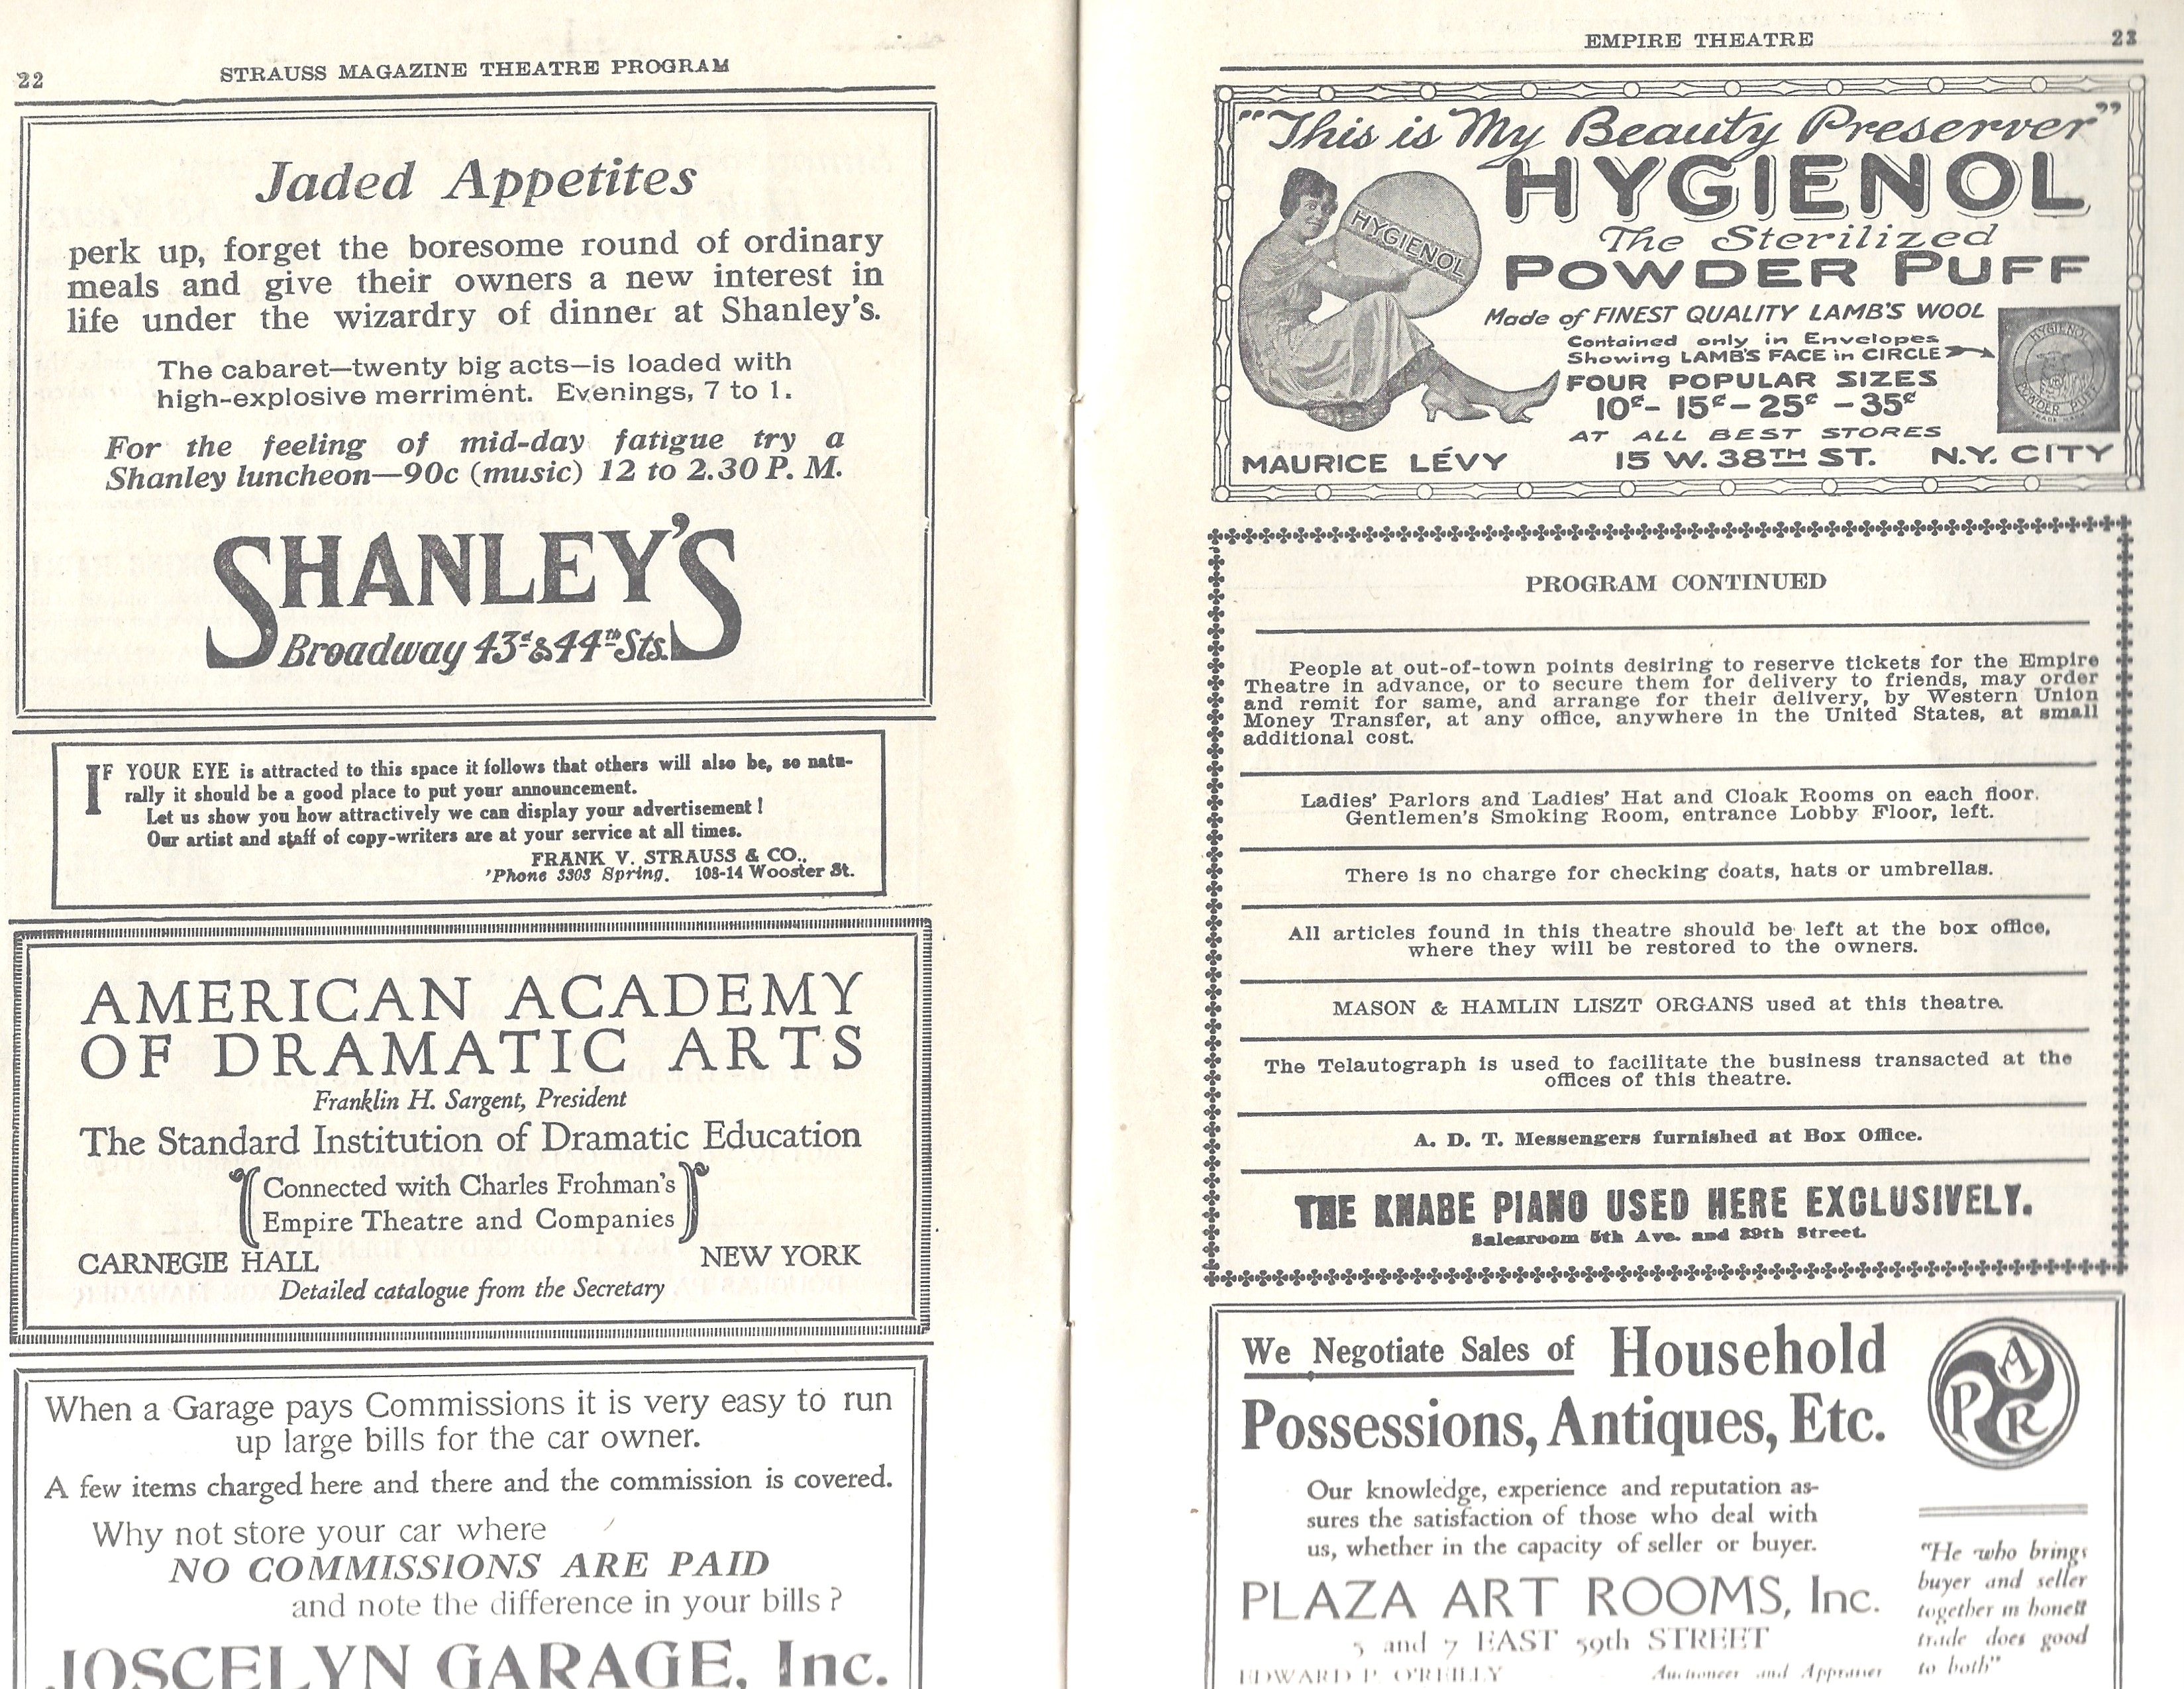 22
STRAUSS MAGAZINE THEATRE PROGRAM
Jaded Appetites
perk up, forget the boresome round of ordinary
meals and give their owners a new interest in
life under the wizardry of dinner at Shanley's.
The cabaret—twenty big acts—is loaded with
high-explosive merriment. Evenings, 7 to 1.
For the feeling of mid-day fatigue try a
Shanley luncheon—90c (music) 12 to 2.30 P. M.
SHANLEY'S
Broadway 43d & 44th Sts.
IF YOUR EYE is attracted to this space it follows that others will also be, so natu-
rally it should be a good place to put your announcement.
Let us show you how attractively we can display your advertisement!
Our artist and staff of copy-writers are at your service at all times.
FRANK V. STRAUSS & CO.,
'Phone 3303 Spring. 108-14 Wooster St.
AMERICAN ACADEMY
OF DRAMATIC ARTS
Franklin H. Sargent, President
The Standard Institution of Dramatic Education
Connected with Charles Frohman's
Empire Theatre and Companies
CARNEGIE HALL NEW YORK
Detailed catalogue from the Secretary
When a Garage pays Commissions it is very easy to run
up large bills for the car owner.
A few items charged here and there and the commission is covered.
Why not store your car where
NO COMMISSIONS ARE PAID
and note the difference in your bills?
JOSCELYN GARAGE, Inc.
EMPIRE THEATRE
23
"This is My Beauty Preserver"
HYGIENOL
The Sterilized
POWDER PUFF
HYGIENOL
Made of FINEST QUALITY LAMB'S WOOL
Contained only in Envelopes
Showing LAMB'S FACE in CIRCLE
HYGIENOL
POWDER PUFF
FOUR POPULAR SIZES
10¢ - 15¢ - 25¢ - 35¢
AT ALL BEST STORES
MAURICE LÉVY 15 W. 38TH ST. N.Y. CITY
PROGRAM CONTINUED
People at out-of-town points desiring to reserve tickets for the Empire
Theatre in advance, or to secure them for delivery to friends, may order
and remit for same, and arrange for their delivery, by Western Union
Money Transfer, at any office, anywhere in the United States, at small
additional cost.
Ladies' Parlors and Ladies' Hat and Cloak Rooms on each floor.
Gentlemen's Smoking Room, entrance Lobby Floor, left.
There is no charge for checking coats, hats or umbrellas.
All articles found in this theatre should be left at the box office,
where they will be restored to the owners.
MASON & HAMLIN LISZT ORGANS used at this theatre.
The Telautograph is used to facilitate the business transacted at the
offices of this theatre.
A. D. T. Messengers furnished at Box Office.
THE KNABE PIANO USED HERE EXCLUSIVELY.
Salesroom 5th Ave. and 39th Street.
We Negotiate Sales of Household
Possessions, Antiques, Etc.
PAR
Our knowledge, experience and reputation as-
sures the satisfaction of those who deal with
us, whether in the capacity of seller or buyer.
PLAZA ART ROOMS, Inc.
5 and 7 EAST 59th STREET
EDWARD P. O'REILLY Auctioneer and Appraiser
"He who brings
buyer and seller
together in honest
trade does good
to both"